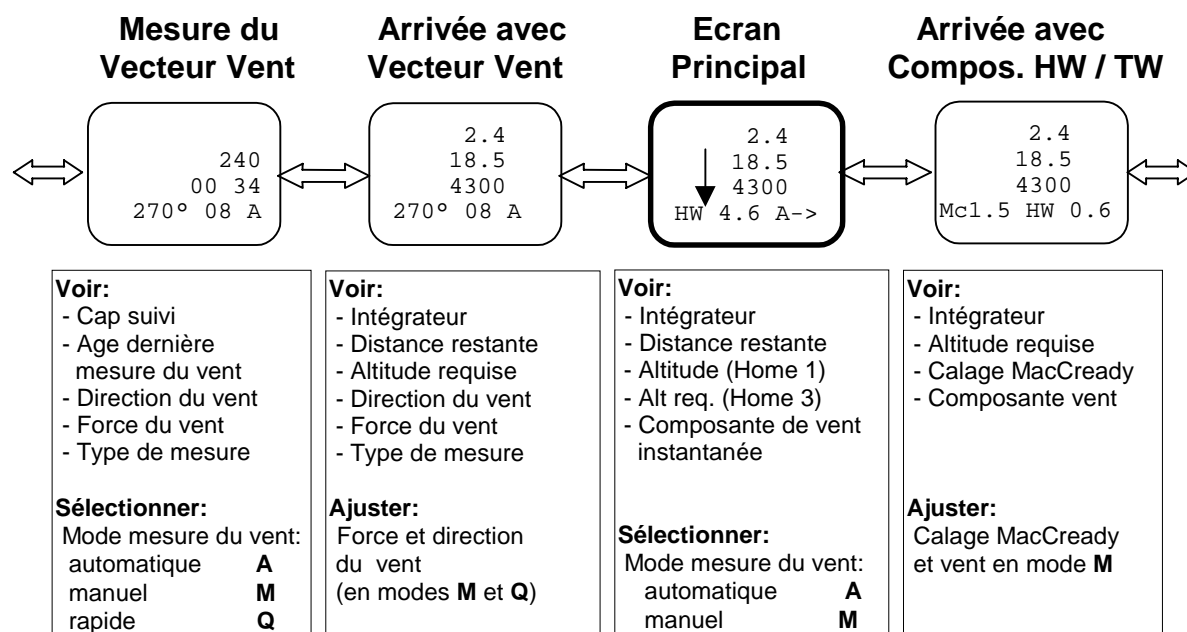 Mesure du
Vecteur Vent
Arrivée avec
Vecteur Vent
Ecran
Principal
Arrivée avec
Compos. HW / TW
240
00 34
270° 08 A
2.4
18.5
4300
270° 08 A
2.4
18.5
4300
HW 4.6 A->
2.4
18.5
4300
Mc1.5 HW 0.6
Voir:
- Cap suivi
- Age dernière
mesure du vent
- Direction du vent
- Force du vent
- Type de mesure
Sélectionner:
Mode mesure du vent:
automatique A
manuel M
rapide Q
Voir:
- Intégrateur
- Distance restante
- Altitude requise
- Direction du vent
- Force du vent
- Type de mesure
Ajuster:
Force et direction
du vent
(en modes M et Q)
Voir:
- Intégrateur
- Distance restante
- Altitude (Home 1)
- Alt req. (Home 3)
- Composante de vent
instantanée
Sélectionner:
Mode mesure du vent:
automatique A
manuel M
Voir:
- Intégrateur
- Altitude requise
- Calage MacCready
- Composante vent
Ajuster:
Calage MacCready
et vent en mode M